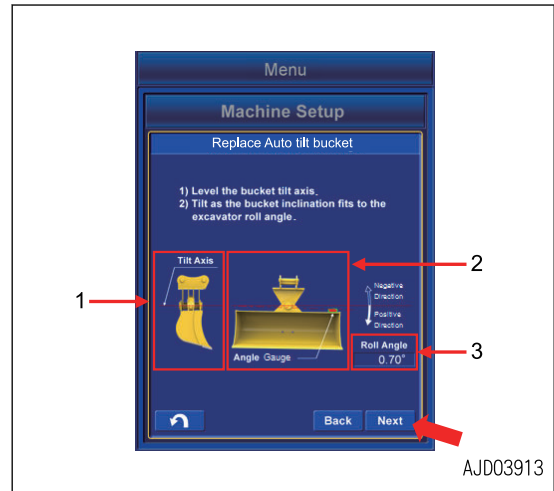 Menu
Machine Setup
Replace Auto tilt bucket
1) Level the bucket tilt axis.
2) Tilt as the bucket inclination fits to the
excavator roll angle.
Tilt Axis
2
Negative
Direction
1
Positive
Direction
Angle Gauge
Roll Angle
3
0.70°
Back
Next
AJD03913